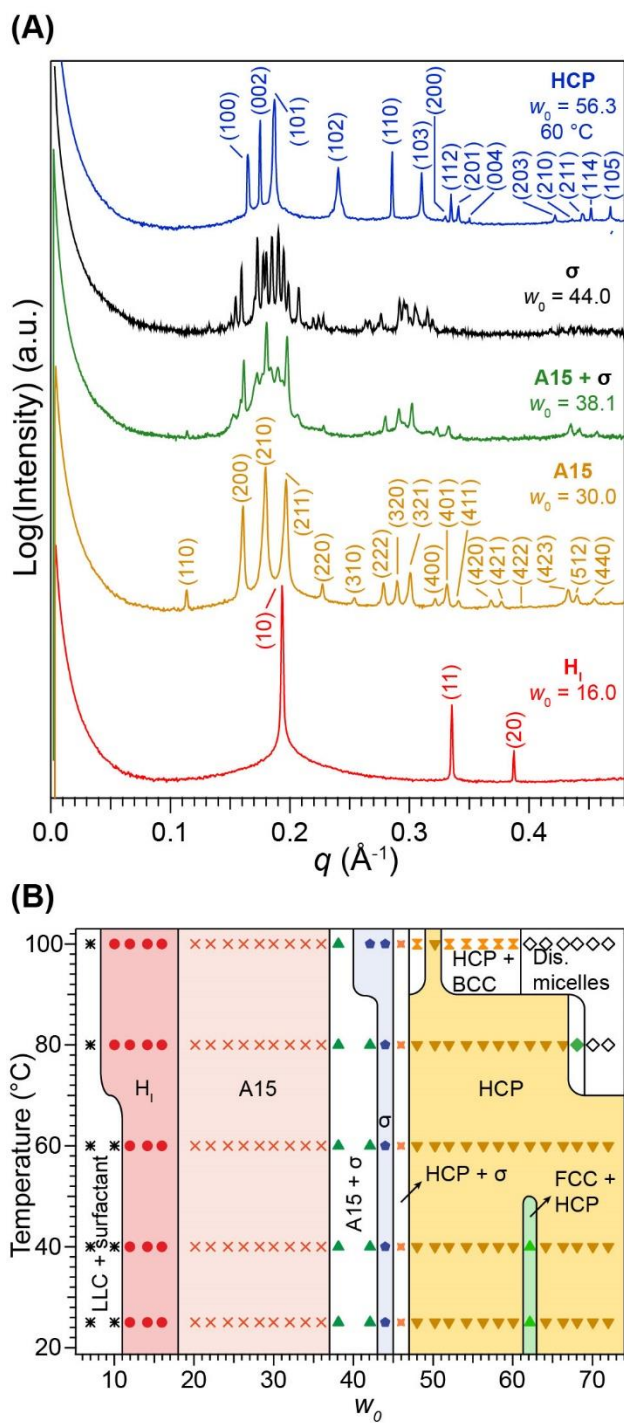 (A)
HCP
w0 = 56.3
60 °C
(100)
(002)
(101)
(102)
(110)
(103)
(200)
(112)
(201)
(004)
(203)
(210)
(211)
(114)
(105)
σ
w0 = 44.0
A15 + σ
w0 = 38.1
A15
w0 = 30.0
(110)
(200)
(210)
(211)
(220)
(310)
(222)
(320)
(321)
(400)
(401)
(411)
(420)
(421)
(422)
(423)
(512)
(440)
HI
w0 = 16.0
(10)
(11)
(20)
Log(Intensity) (a.u.)
0.0 0.1 0.2 0.3 0.4
q (Å-1)
(B)
Temperature (°C)
100
80
60
40
20
LLC + surfactant
HI
A15
A15 + σ
σ
HCP + σ
HCP
HCP +
BCC
Dis.
micelles
FCC +
HCP
10 20 30 40 50 60 70
w0